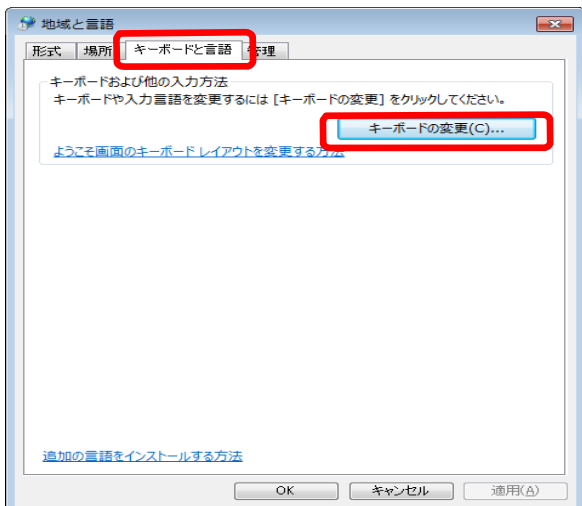 地域と言語
形式 場所 キーボードと言語 管理
キーボードおよび他の入力方法
キーボードや入力言語を変更するには [キーボードの変更] をクリックしてください。
キーボードの変更(C)...
ようこそ画面のキーボード レイアウトを変更する方法
追加の言語をインストールする方法
OK キャンセル 適用(A)